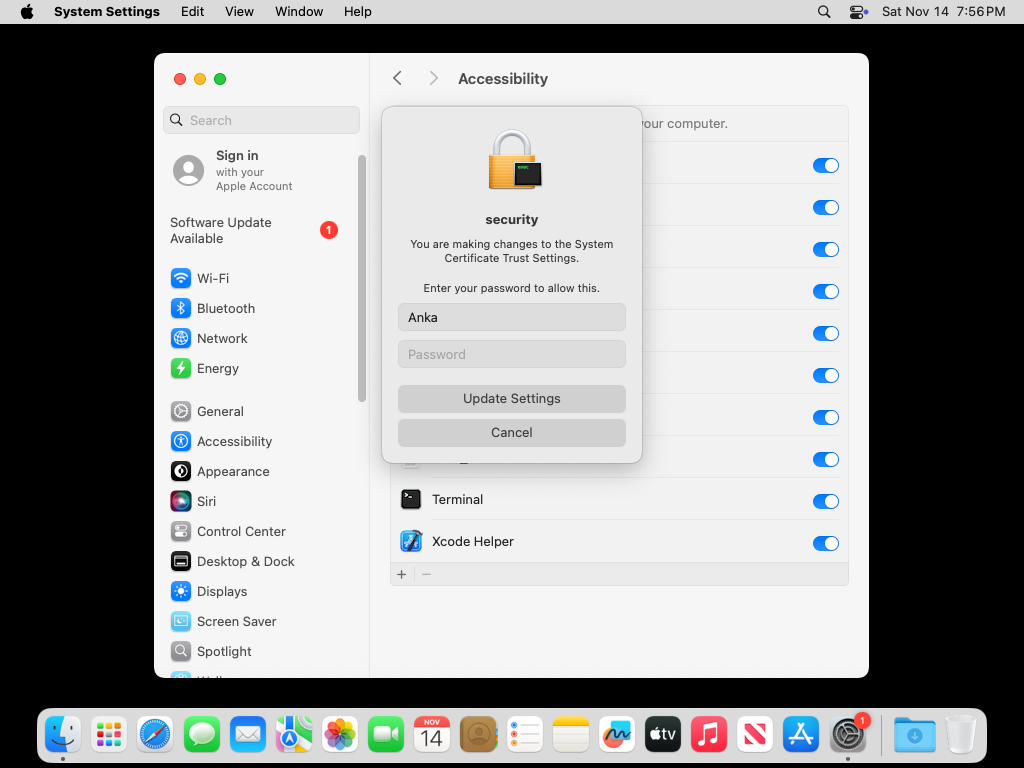 System Settings Edit View Window Help Sat Nov 14 7:56 PM
Accessibility
Search
Sign in
with your
Apple Account
Software Update
Available
1
Wi-Fi
Bluetooth
Network
Energy
General
Accessibility
Appearance
Siri
Control Center
Desktop & Dock
Displays
Screen Saver
Spotlight
your computer.
security
You are making changes to the System
Certificate Trust Settings.
Enter your password to allow this.
Anka
Password
Update Settings
Cancel
Terminal
Xcode Helper
NOV
14
tv
1